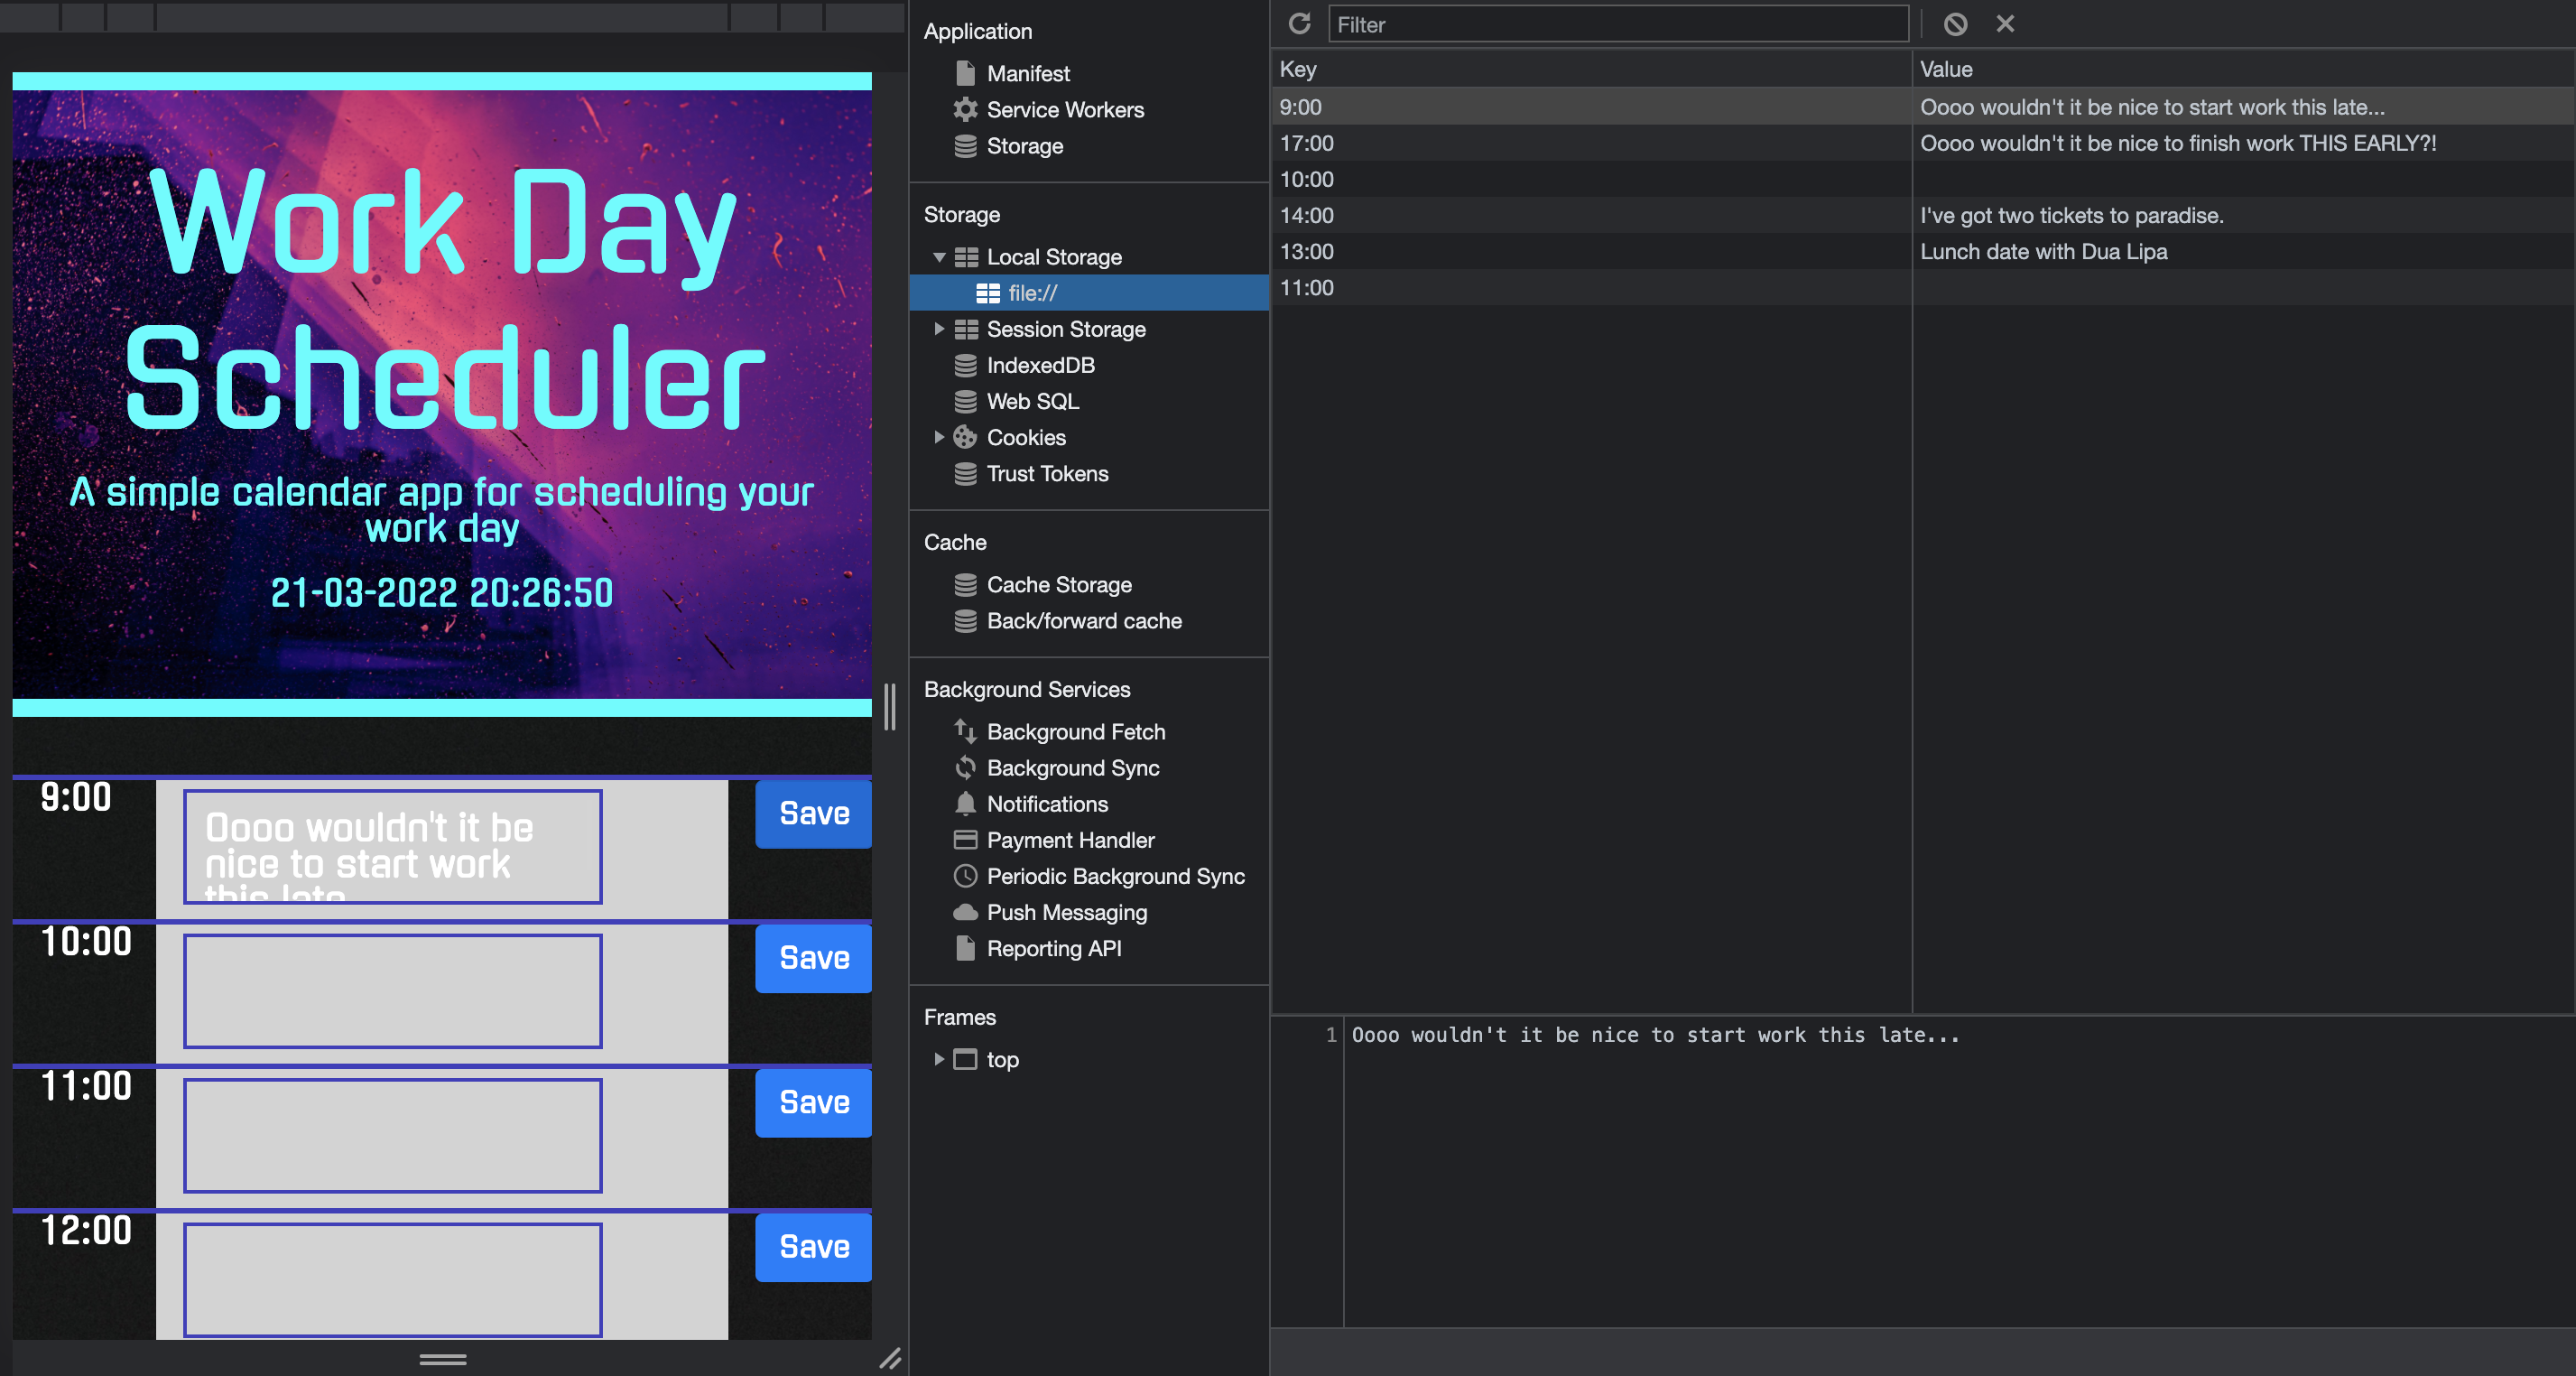 Work Day
Scheduler
A simple calendar app for scheduling your
work day
21-03-2022 20:26:50
9:00
Oooo wouldn't it be
nice to start work
this late
Save
10:00
Save
11:00
Save
12:00
Save
Application
Manifest
Service Workers
Storage
Storage
Local Storage
file://
Session Storage
IndexedDB
Web SQL
Cookies
Trust Tokens
Cache
Cache Storage
Back/forward cache
Background Services
Background Fetch
Background Sync
Notifications
Payment Handler
Periodic Background Sync
Push Messaging
Reporting API
Frames
top
Filter
Key Value
9:00 Oooo wouldn't it be nice to start work this late...
17:00 Oooo wouldn't it be nice to finish work THIS EARLY?!
10:00
14:00 I've got two tickets to paradise.
13:00 Lunch date with Dua Lipa
11:00
1 Oooo wouldn't it be nice to start work this late...